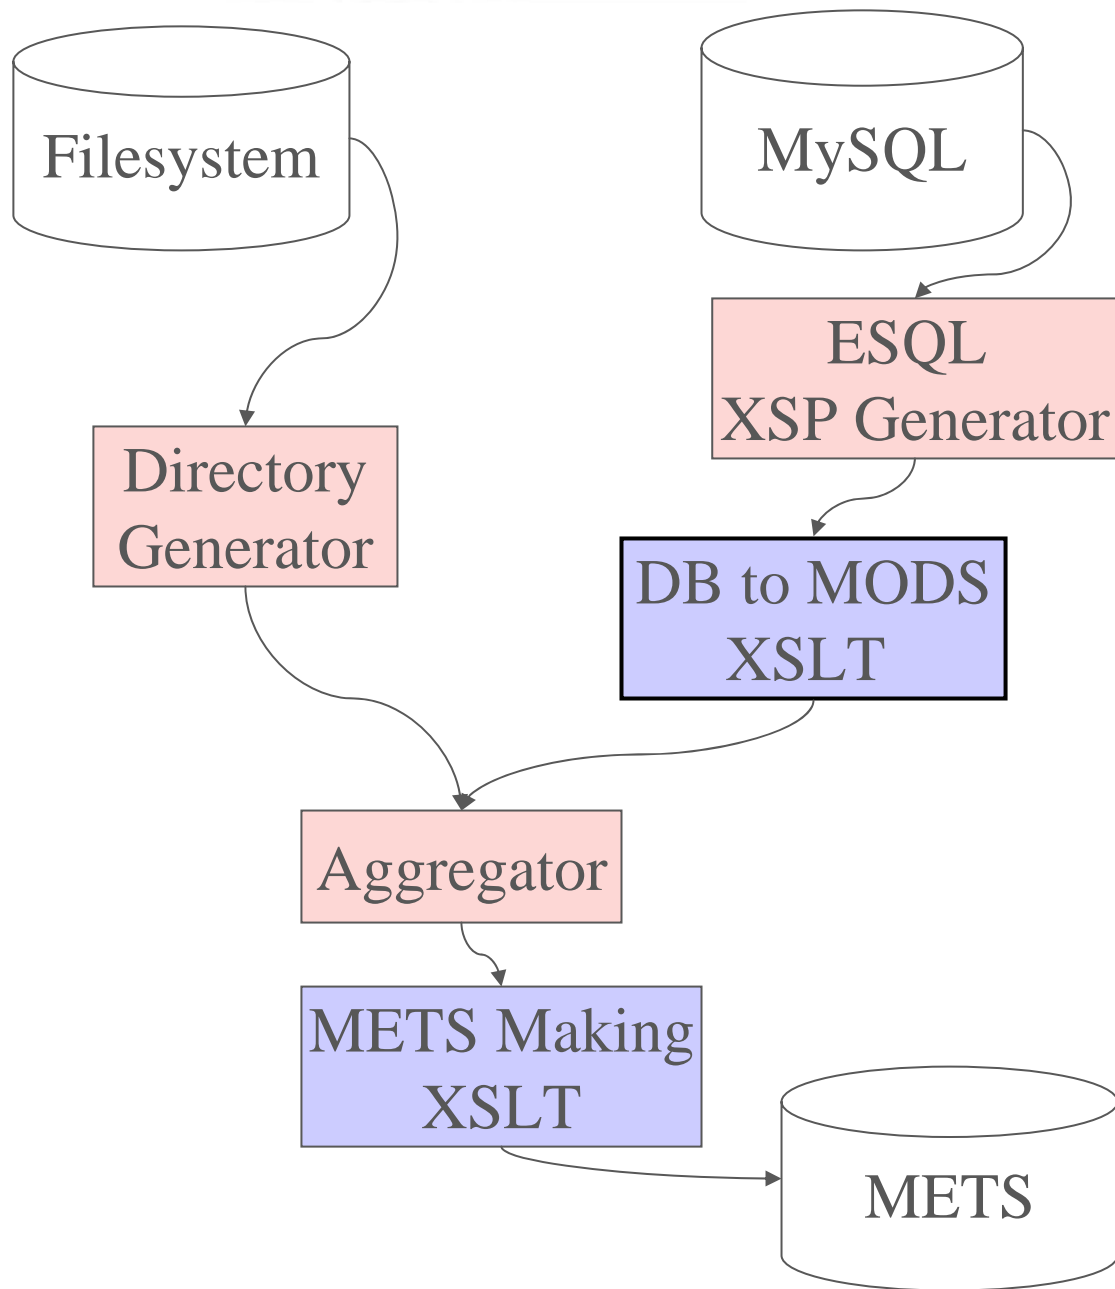 Filesystem
MySQL
ESQL
XSP Generator
Directory
Generator
DB to MODS
XSLT
Aggregator
METS Making
XSLT
METS